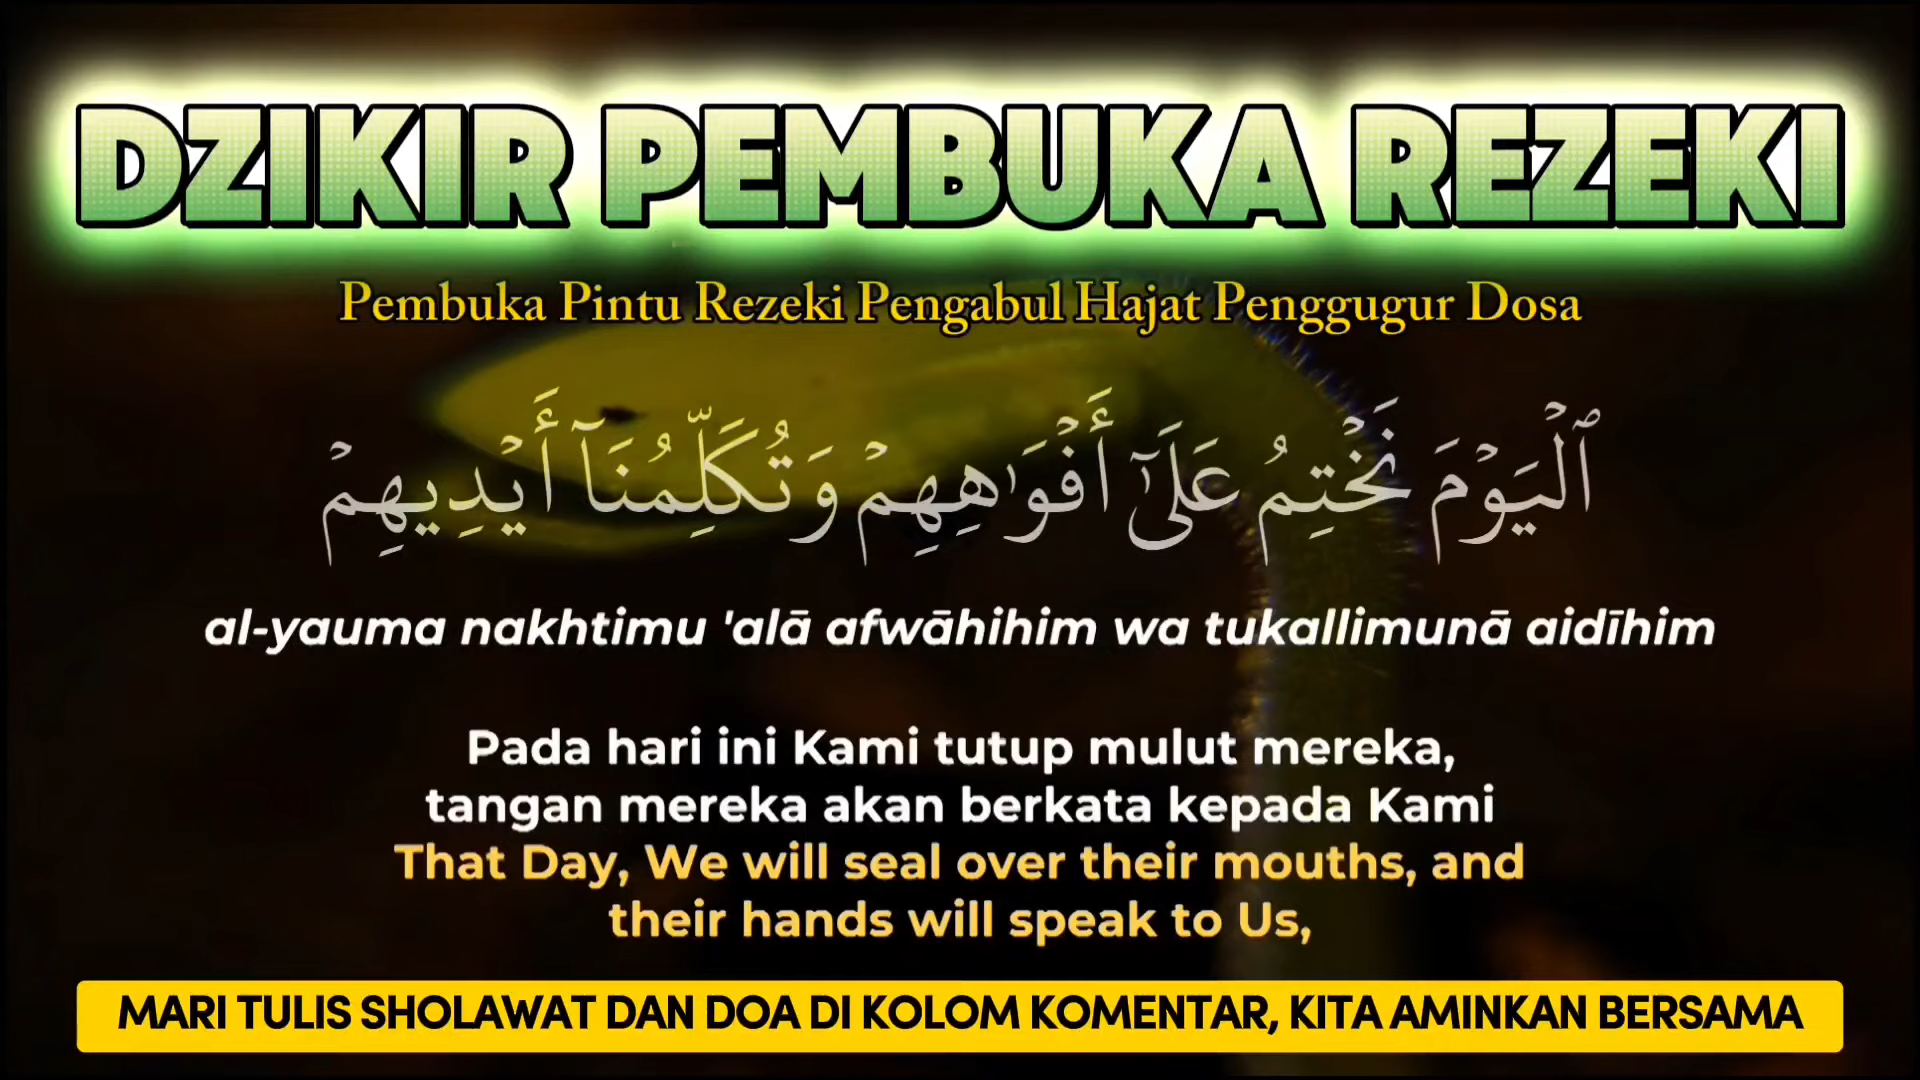 DZIKIR PEMBUKA REZEKI
Pembuka Pintu Rezeki Pengabul Hajat Penggugur Dosa
ٱلْيَوْمَ نَخْتِمُ عَلَىٰٓ أَفْوَٰهِهِمْ وَتُكَلِّمُنَآ أَيْدِيهِمْ
al-yauma nakhtimu 'alā afwāhihim wa tukallimunā aidīhim
Pada hari ini Kami tutup mulut mereka,
tangan mereka akan berkata kepada Kami
That Day, We will seal over their mouths, and
their hands will speak to Us,
MARI TULIS SHOLAWAT DAN DOA DI KOLOM KOMENTAR, KITA AMINKAN BERSAMA